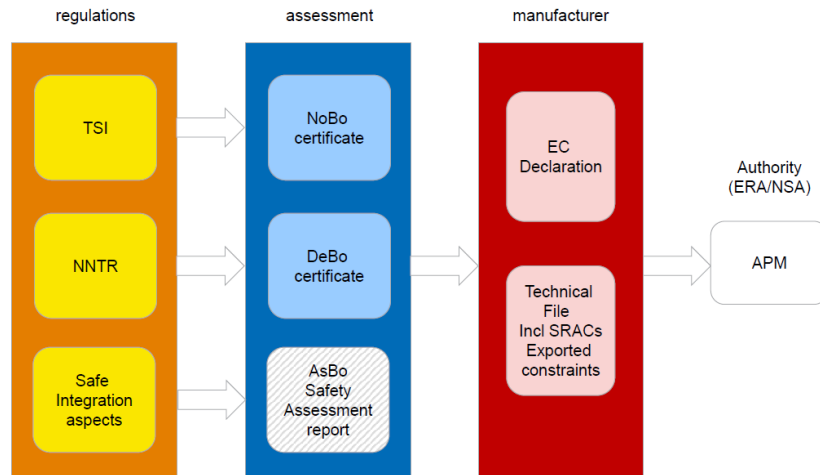 regulations
assessment
manufacturer
TSI
NoBo
certificate
EC
Declaration
Authority
(ERA/NSA)
NNTR
DeBo
certificate
APM
Technical
File
Incl SRACs
Exported
constraints
Safe
Integration
aspects
AsBo
Safety
Assessment
report